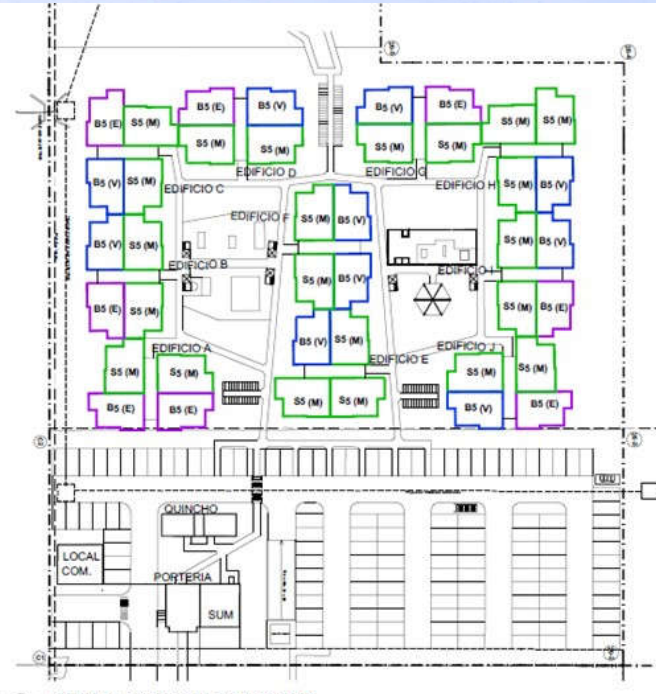 B5 (E)
S5 (M)
B5 (E)
B5 (V)
S5 (M)
S5 (M)
EDIFICIO D
B5 (V)
B5 (E)
S5 (M)
S5 (M)
EDIFICIO G
S5 (M)
S5 (M)
B5 (V)
S5 (M)
EDIFICIO C
EDIFICIO H
S5 (M)
B5 (V)
EDIFICIO F
S5 (M)
B5 (V)
B5 (V)
S5 (M)
S5 (M)
B5 (V)
EDIFICIO B
S5 (M)
B5 (V)
EDIFICIO I
B5 (E)
S5 (M)
S5 (M)
B5 (E)
EDIFICIO A
B5 (V)
S5 (M)
EDIFICIO E
EDIFICIO J
S5 (M)
S5 (M)
S5 (M)
S5 (M)
B5 (E)
B5 (E)
S5 (M)
S5 (M)
B5 (V)
B5 (E)
QUINCHO
LOCAL
COM.
PORTERIA
SUM